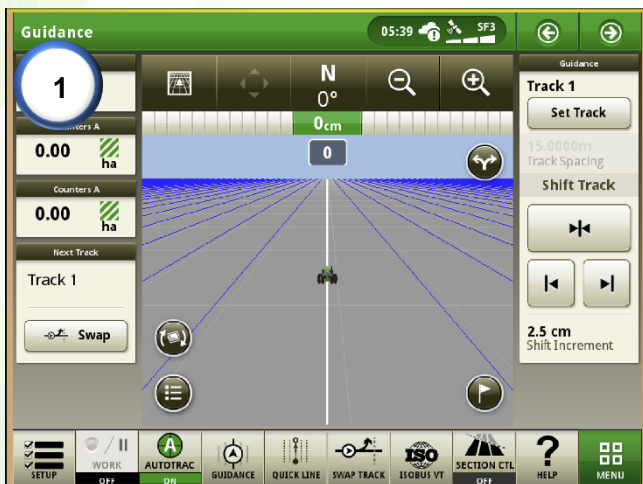 Guidance
05:39
SF3
1
ters A
0.00
ha
Counters A
0.00
ha
Next Track
Track 1
Swap
N
0°
0cm
0
Guidance
Track 1
Set Track
15.0000m
Track Spacing
Shift Track
2.5 cm
Shift Increment
SETUP
WORK
OFF
A
AUTOTRAC
ON
GUIDANCE
QUICK LINE
SWAP TRACK
ISO
ISOBUS VT
SECTION CTL
OFF
?
HELP
MENU